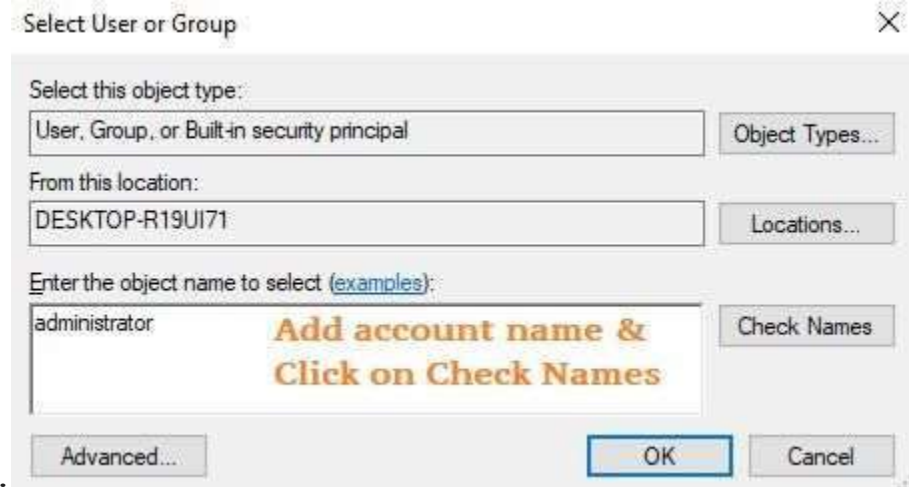 Select User or Group
Select this object type:
User, Group, or Built-in security principal
Object Types...
From this location:
DESKTOP-R19UI71
Locations...
Enter the object name to select (examples):
administrator
Add account name &
Click on Check Names
Check Names
Advanced...
OK
Cancel